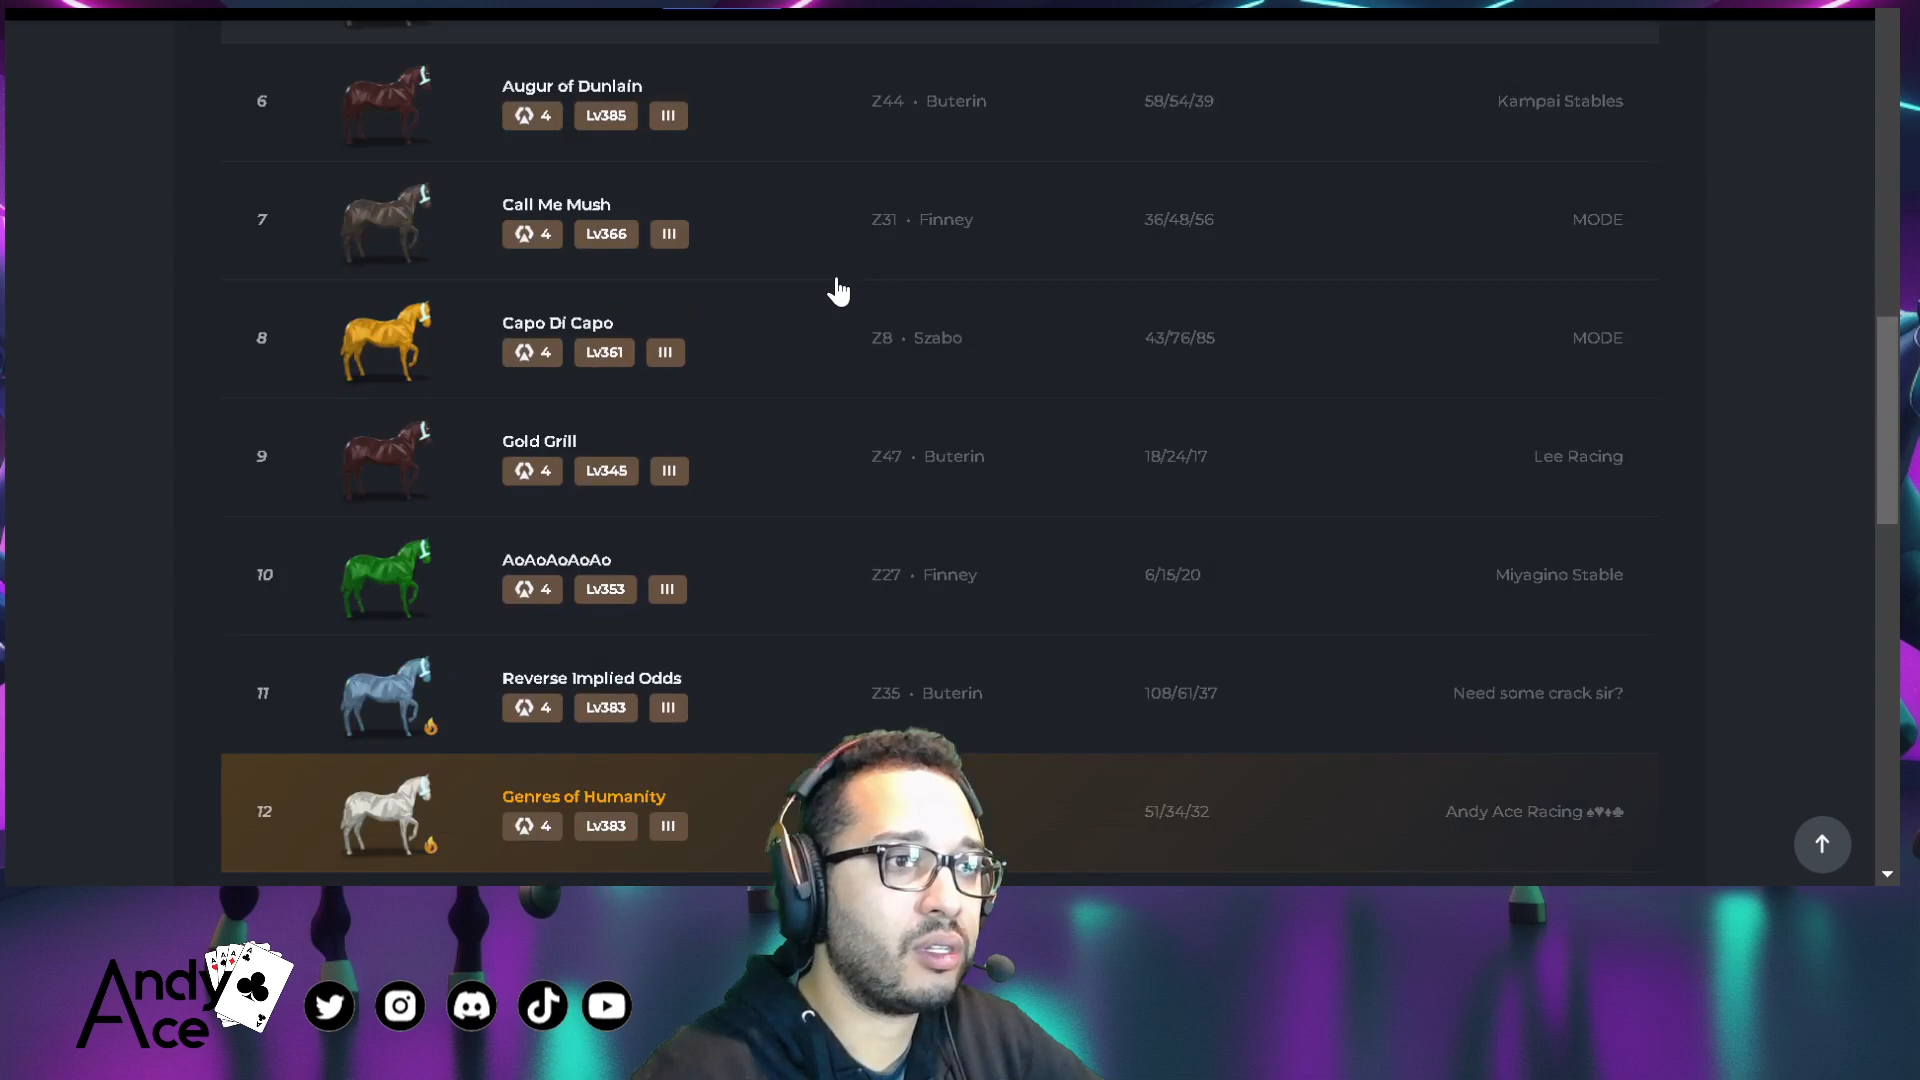 6 Augur of Dunlain Z44 • Buterin 58/54/39 Kampai Stables
4 Lv385 III
7 Call Me Mush Z31 • Finney 36/48/56 MODE
4 Lv366 III
8 Capo Di Capo Z8 • Szabo 43/76/85 MODE
4 Lv361 III
9 Gold Grill Z47 • Buterin 18/24/17 Lee Racing
4 Lv345 III
10 AoAoAoAoAo Z27 • Finney 6/15/20 Miyagino Stable
4 Lv353 III
11 Reverse Implied Odds Z35 • Buterin 108/61/37 Need some crack sir?
4 Lv383 III
12 Genres of Humanity 51/34/32 Andy Ace Racing ♠♥♦♣
4 Lv383 III
Andy
Ace
A A A A